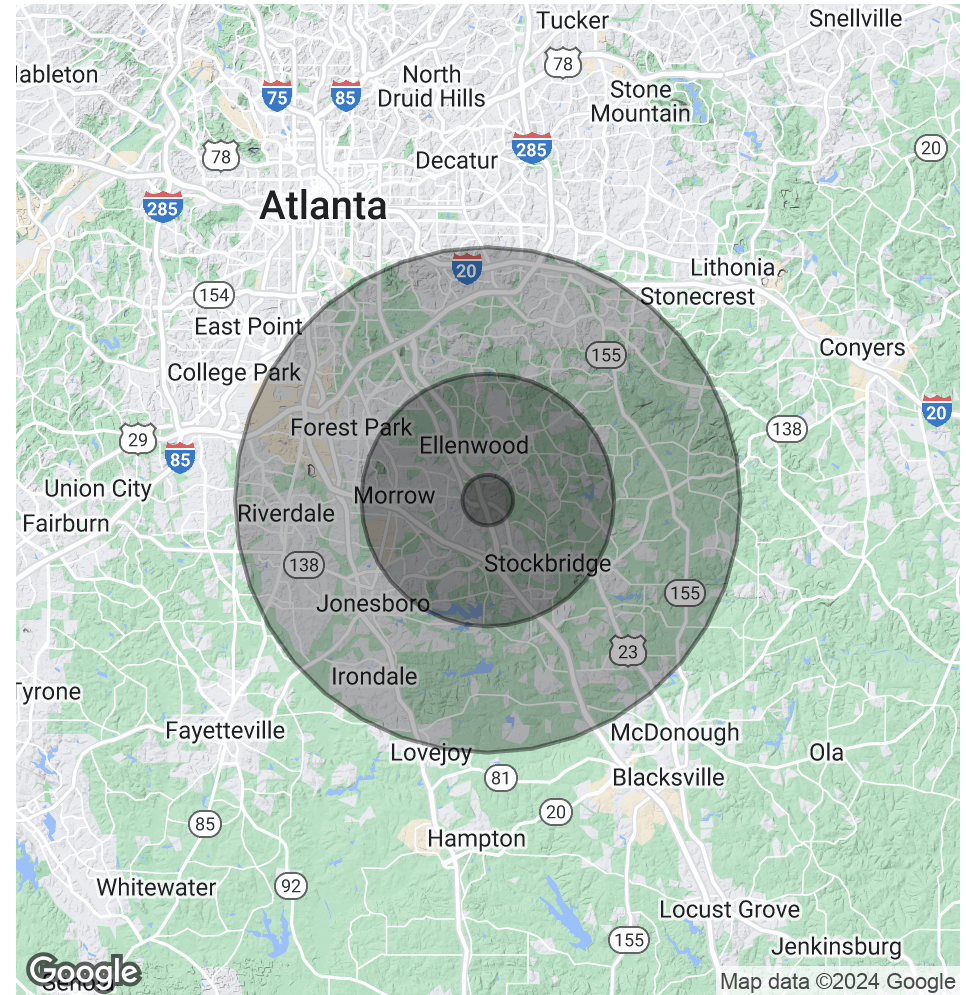 Tucker
Snellville
78
Mableton
North
Druid Hills
75
85
Stone
Mountain
78
Decatur
285
20
285
Atlanta
20
Lithonia
Stonecrest
154
East Point
155
Conyers
College Park
20
29
Forest Park
138
85
Ellenwood
Union City
Morrow
Fairburn
Riverdale
138
Stockbridge
155
Jonesboro
23
Irondale
Tyrone
Fayetteville
McDonough
Lovejoy
Ola
81
Blacksville
20
85
Hampton
92
Whitewater
Locust Grove
155
Jenkinsburg
Google
Senoia
Map data ©2024 Google